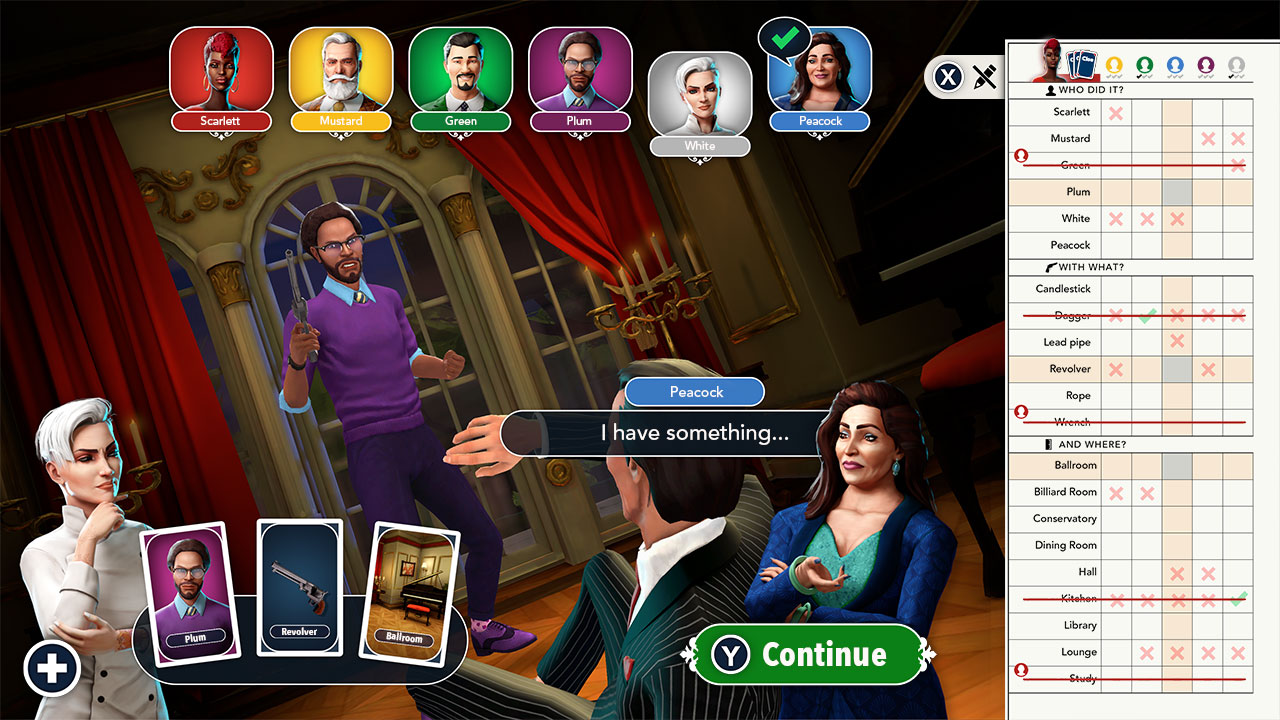 Scarlett
Mustard
Green
Plum
White
Peacock
X
WHO DID IT?
Scarlett
Mustard
Green
Plum
White
Peacock
WITH WHAT?
Candlestick
Dagger
Lead pipe
Revolver
Rope
Wrench
AND WHERE?
Ballroom
Billiard Room
Conservatory
Dining Room
Hall
Kitchen
Library
Lounge
Study
Peacock
I have something...
Plum
Revolver
Ballroom
Y Continue